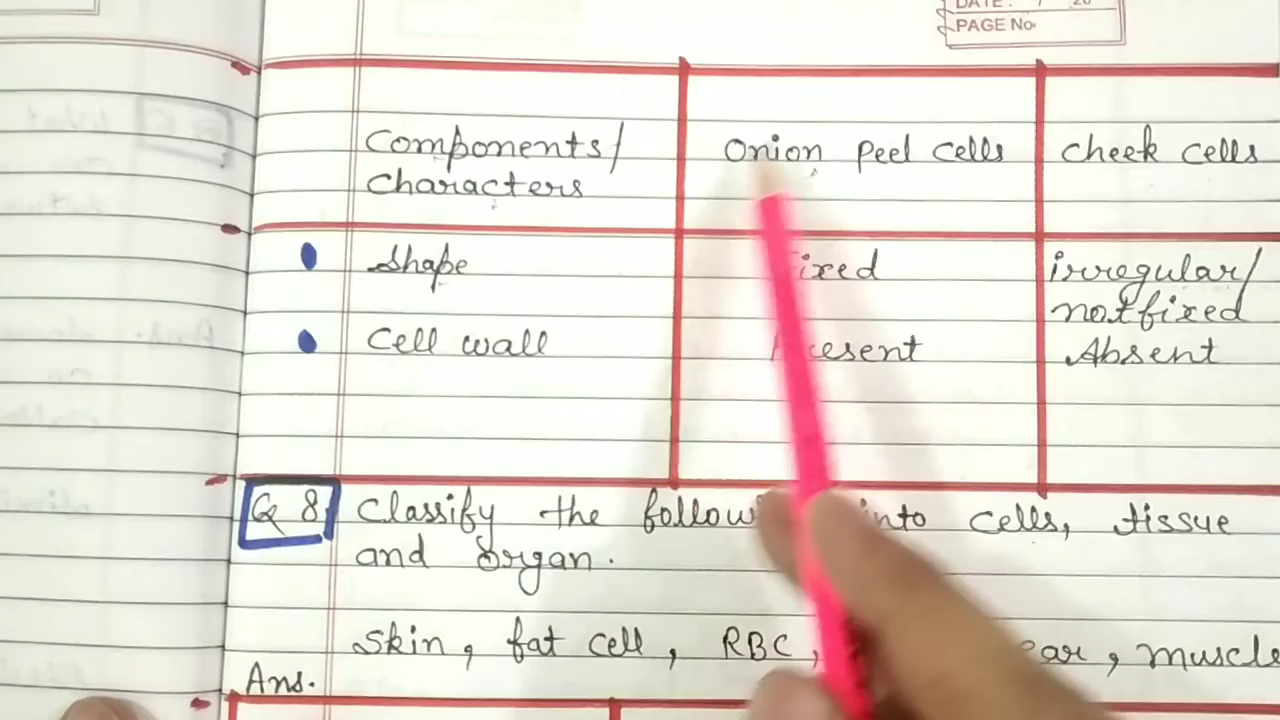 DATE: / 20
PAGE No.
Components/ Onion Peel cells cheek cells
characters
Shape irregular/
not fixed
Cell wall Absent
Q 8. Classify the into cells, tissue
and organ.
Skin, fat cell, RBC, muscle
Ans.